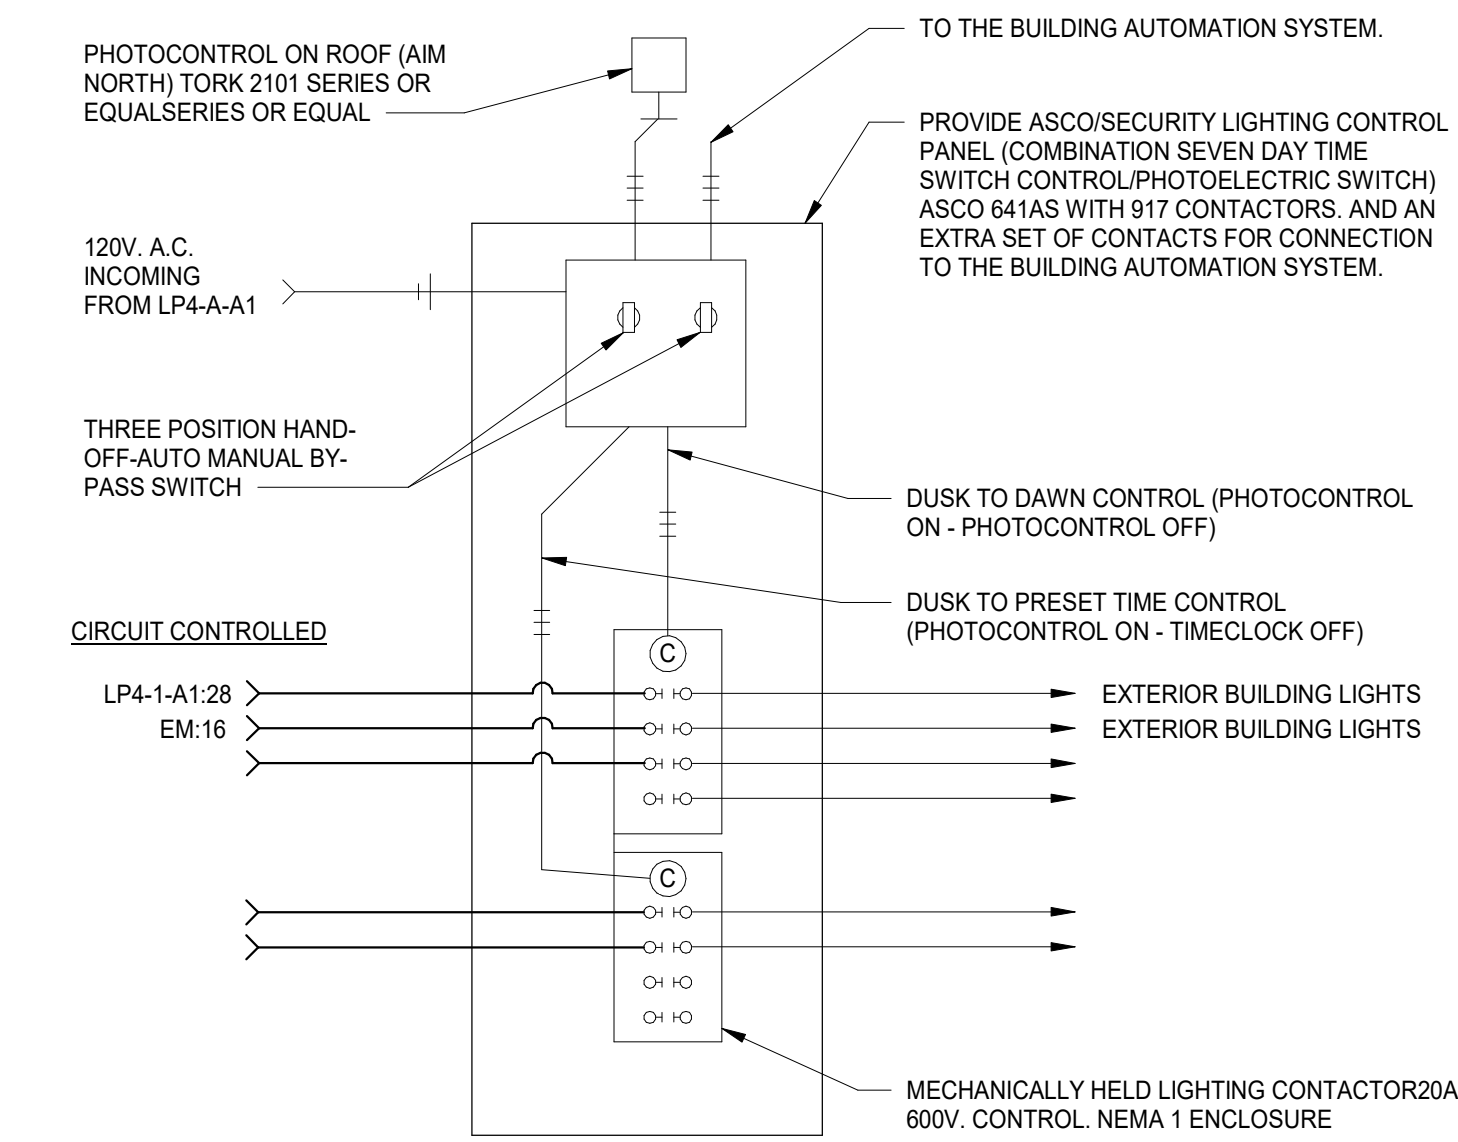 TO THE BUILDING AUTOMATION SYSTEM.
PHOTOCONTROL ON ROOF (AIM
NORTH) TORK 2101 SERIES OR
EQUALSERIES OR EQUAL
PROVIDE ASCO/SECURITY LIGHTING CONTROL
PANEL (COMBINATION SEVEN DAY TIME
SWITCH CONTROL/PHOTOELECTRIC SWITCH)
ASCO 641AS WITH 917 CONTACTORS. AND AN
EXTRA SET OF CONTACTS FOR CONNECTION
TO THE BUILDING AUTOMATION SYSTEM.
120V. A.C.
INCOMING
FROM LP4-A-A1
THREE POSITION HAND-
OFF-AUTO MANUAL BY-
PASS SWITCH
DUSK TO DAWN CONTROL (PHOTOCONTROL
ON - PHOTOCONTROL OFF)
DUSK TO PRESET TIME CONTROL
(PHOTOCONTROL ON - TIMECLOCK OFF)
CIRCUIT CONTROLLED
C
LP4-1-A1:28
EXTERIOR BUILDING LIGHTS
EM:16
EXTERIOR BUILDING LIGHTS
C
MECHANICALLY HELD LIGHTING CONTACTOR20A
600V. CONTROL. NEMA 1 ENCLOSURE